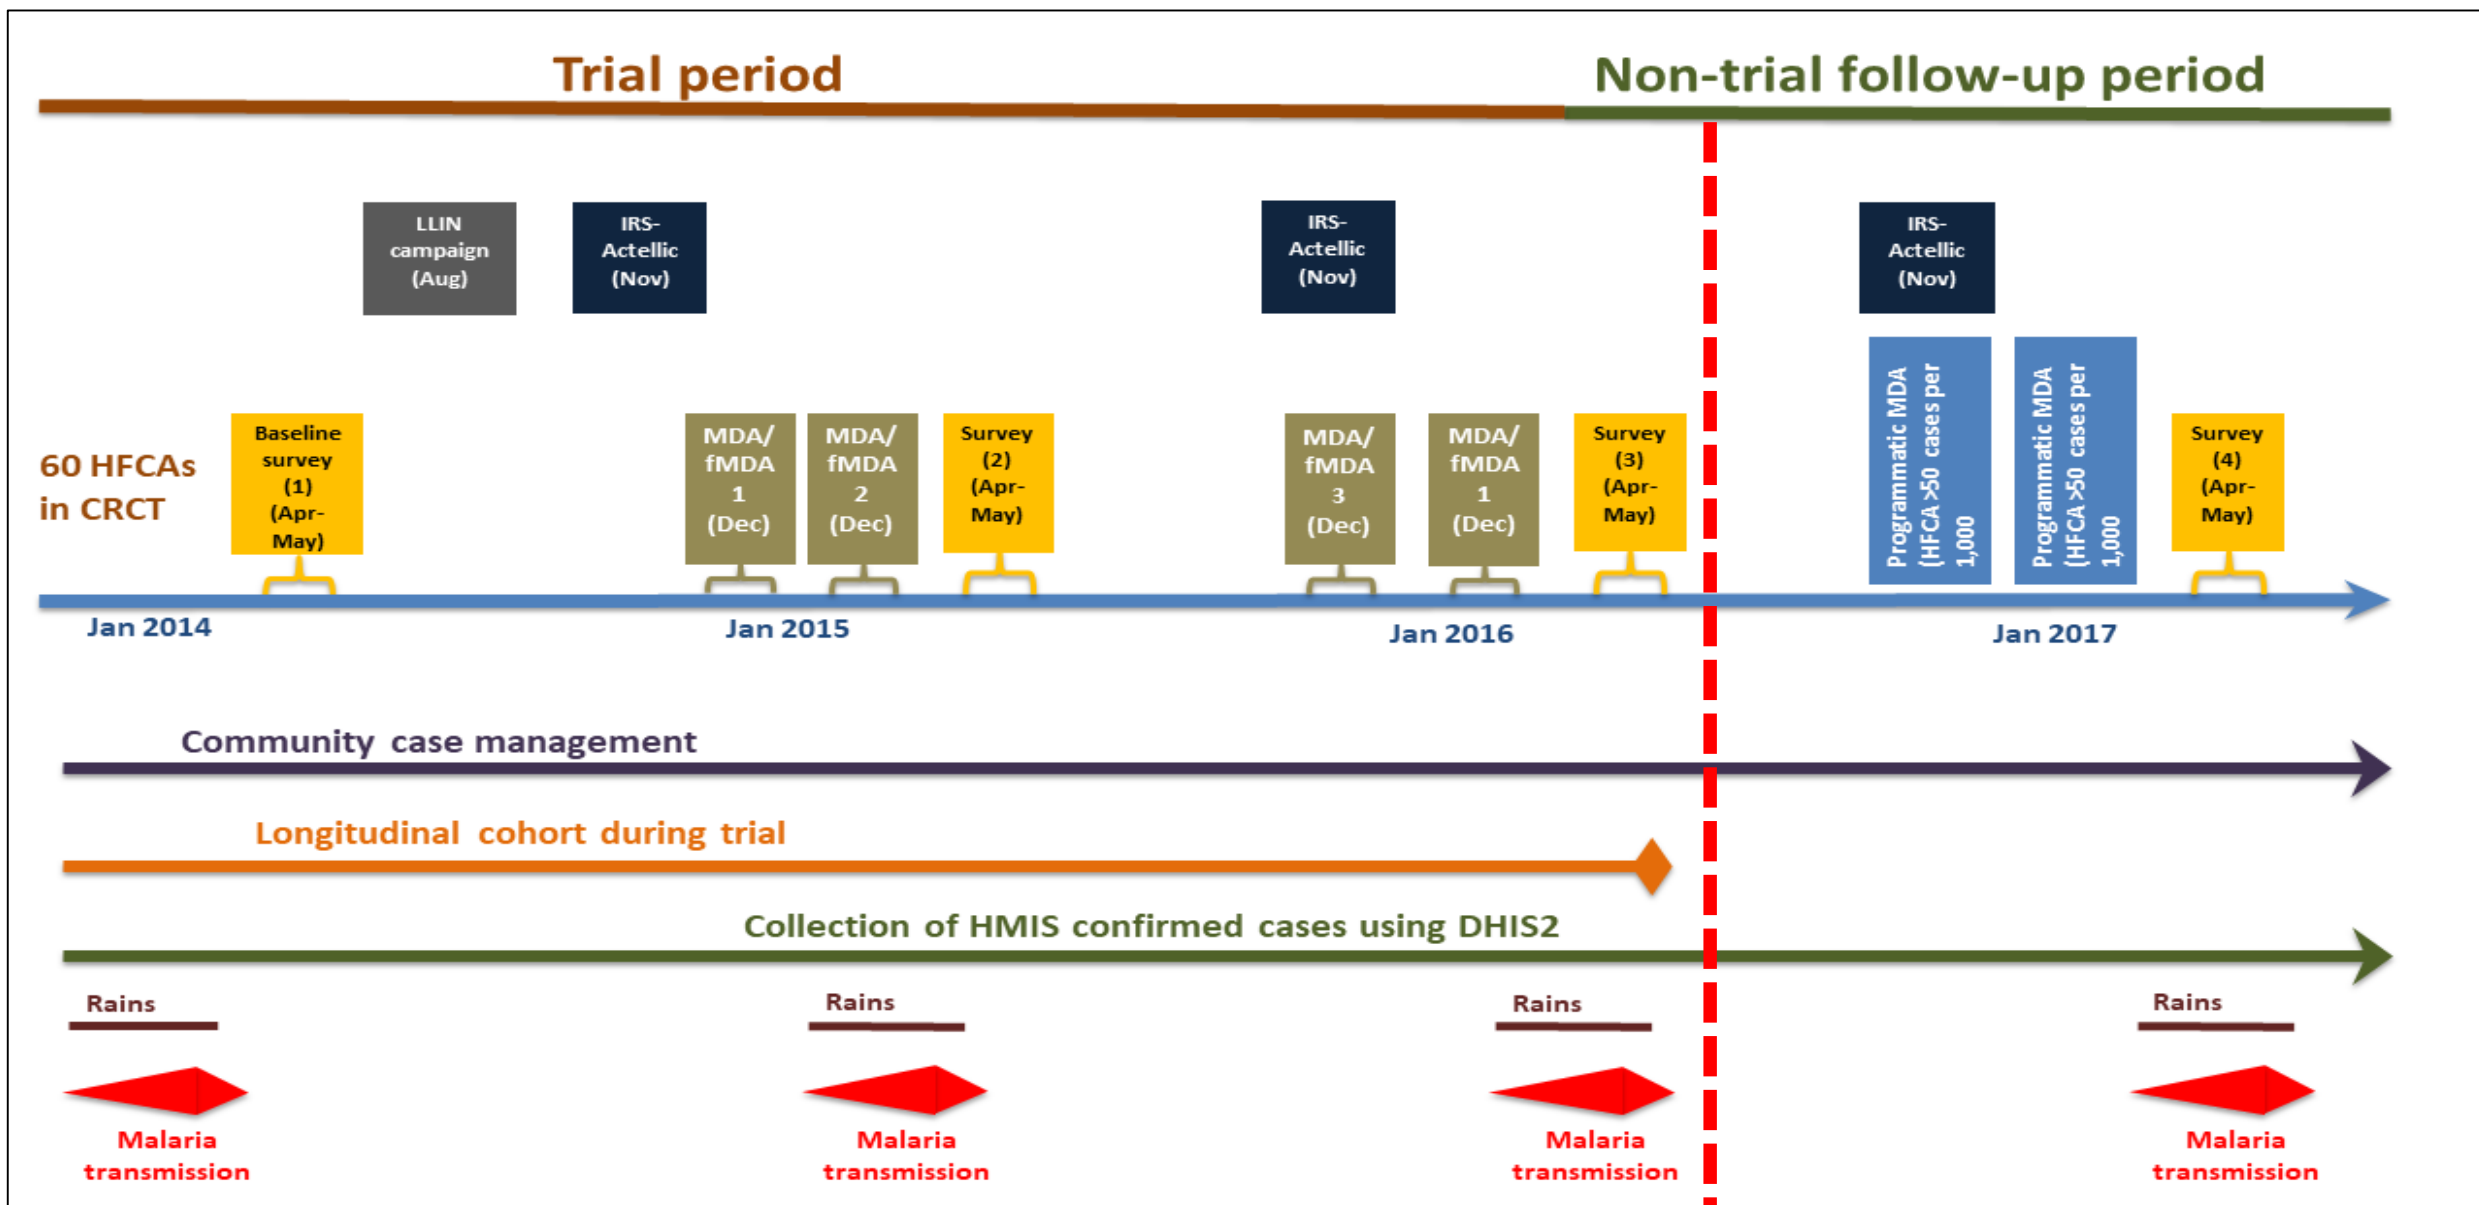 Trial period
Non-trial follow-up period
LLIN
campaign
(Aug)
IRS-
Actellic
(Nov)
IRS-
Actellic
(Nov)
IRS-
Actellic
(Nov)
60 HFCAs
in CRCT
Baseline
survey
(1)
(Apr-
May)
MDA/
fMDA
1
(Dec)
MDA/
fMDA
2
(Dec)
Survey
(2)
(Apr-
May)
MDA/
fMDA
3
(Dec)
MDA/
fMDA
1
(Dec)
Survey
(3)
(Apr-
May)
Programmatic MDA
(HFCA >50 cases per
1,000
Programmatic MDA
(HFCA >50 cases per
1,000
Survey
(4)
(Apr-
May)
Jan 2014
Jan 2015
Jan 2016
Jan 2017
Community case management
Longitudinal cohort during trial
Collection of HMIS confirmed cases using DHIS2
Rains
Rains
Rains
Rains
Malaria
transmission
Malaria
transmission
Malaria
transmission
Malaria
transmission